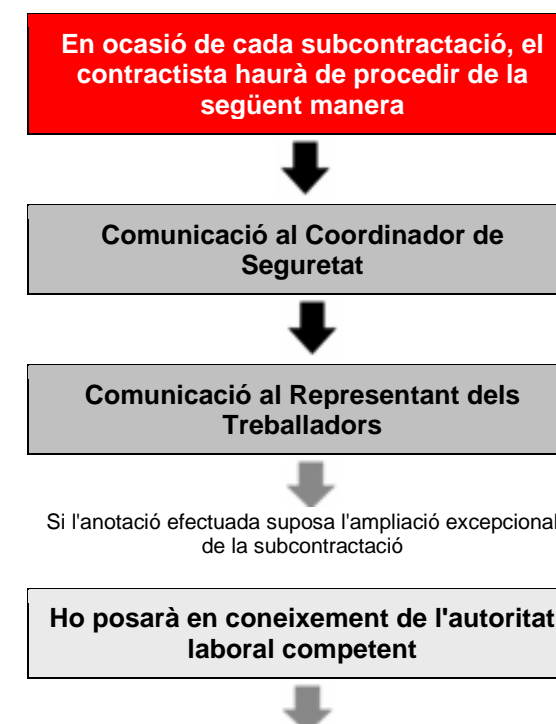 En ocasió de cada subcontractació, el
contractista haurà de procedir de la
següent manera
Comunicació al Coordinador de
Seguretat
Comunicació al Representant dels
Treballadors
Si l'anotació efectuada suposa l'ampliació excepcional
de la subcontractació
Ho posarà en coneixement de l'autoritat
laboral competent